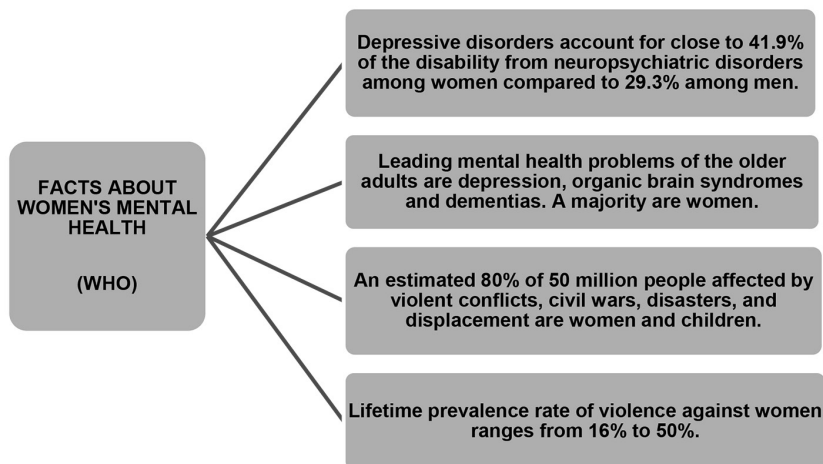 FACTS ABOUT
WOMEN'S MENTAL
HEALTH
(WHO)
Depressive disorders account for close to 41.9%
of the disability from neuropsychiatric disorders
among women compared to 29.3% among men.
Leading mental health problems of the older
adults are depression, organic brain syndromes
and dementias. A majority are women.
An estimated 80% of 50 million people affected by
violent conflicts, civil wars, disasters, and
displacement are women and children.
Lifetime prevalence rate of violence against women
ranges from 16% to 50%.